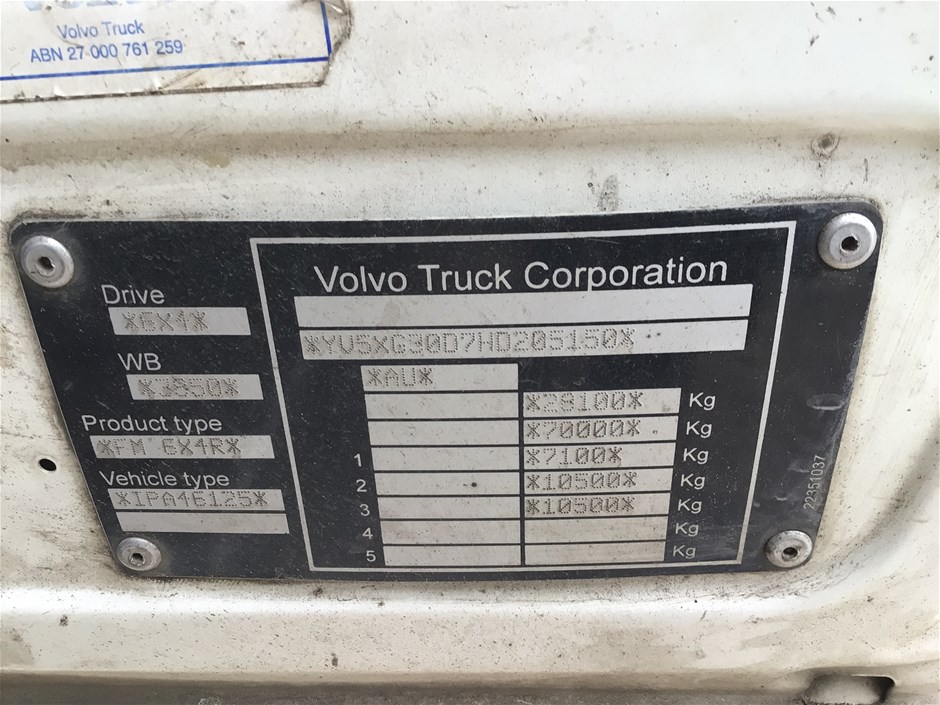 Volvo Truck
ABN 27 000 761 259
Volvo Truck Corporation
Drive
*6X4*
*YV5XG30D7HD205150*
WB
*3850*
*AU*
*28100* Kg
Product type
*70000* Kg
*FM 6X4R*
1 *7100* Kg
Vehicle type
2 *10500* Kg
*IPA46125*
3 *10500* Kg
4 Kg
5 Kg
22351037